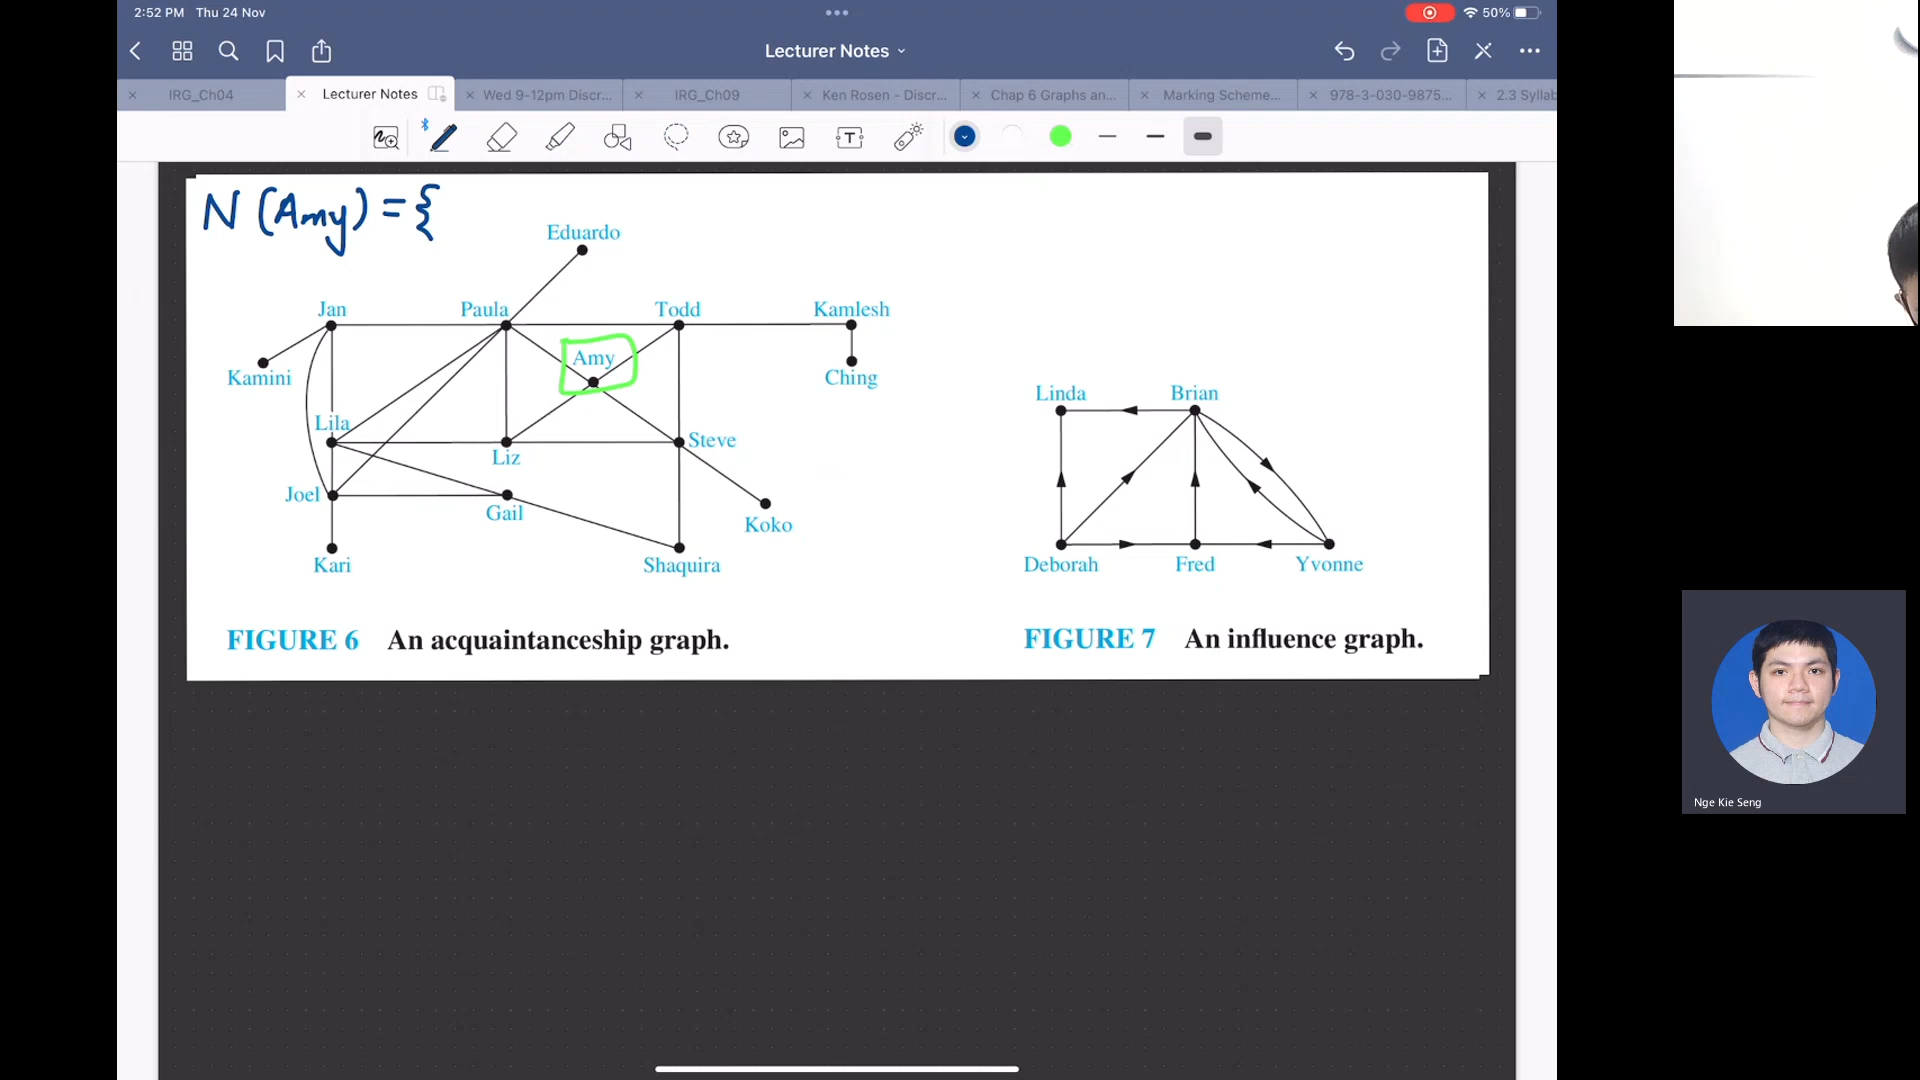 2:52 PM Thu 24 Nov
50%
Lecturer Notes
IRG_Ch04
Lecturer Notes
Wed 9-12pm Discr...
IRG_Ch09
Ken Rosen - Discr...
Chap 6 Graphs an...
Marking Scheme...
978-3-030-9875...
2.3 Syllab
T
N (Amy) = {
Eduardo
Jan
Paula
Todd
Kamlesh
Amy
Kamini
Ching
Linda
Brian
Lila
Steve
Liz
Joel
Gail
Koko
Kari
Shaquira
Deborah
Fred
Yvonne
FIGURE 6 An acquaintanceship graph.
FIGURE 7 An influence graph.
Nge Kie Seng